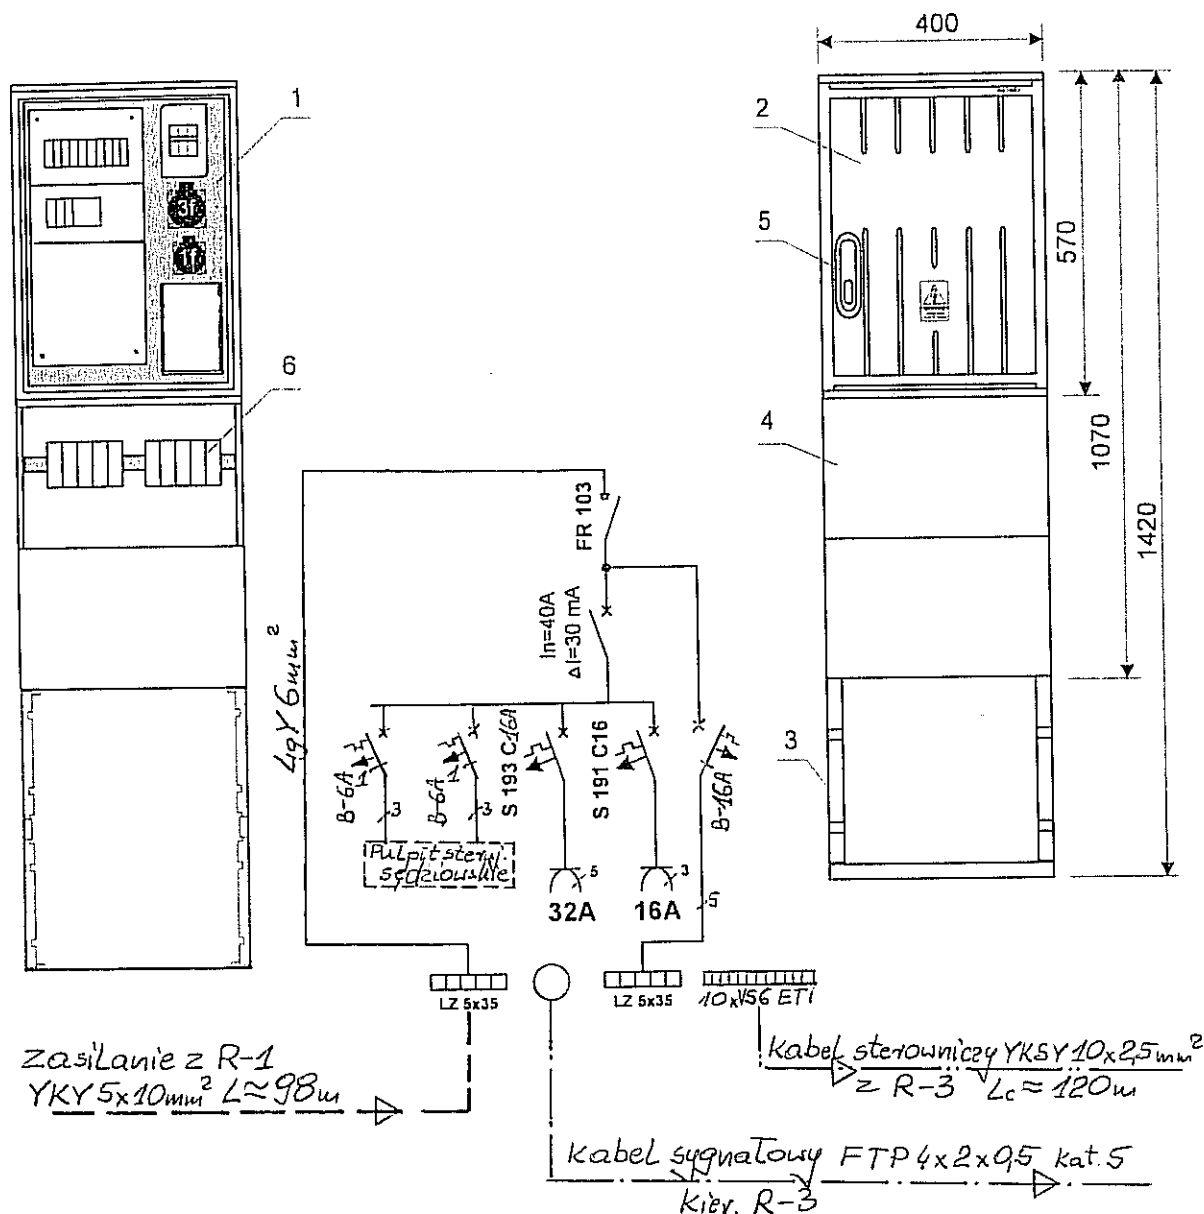 400
1
2
3f
5
1f
570
6
4
1070
1420
FR 103
In=40A
ΔI=30 mA
LgY 6mm²
B-6A
1
3
B-6A
1
3
S 193 C16A
S 191 C16
B-16A
3
Pulpit sterow.
sędziowskie
5
32A
3
16A
5
LZ 5x35
LZ 5x35
10xVS6 ETI
Zasilanie z R-1
YKY 5x10mm² L≈98m
Kabel sterowniczy YKSY 10x2,5mm²
z R-3 Lc≈120m
Kabel sygnałowy FTP 4x2x0,5 kat. 5
kier. R-3